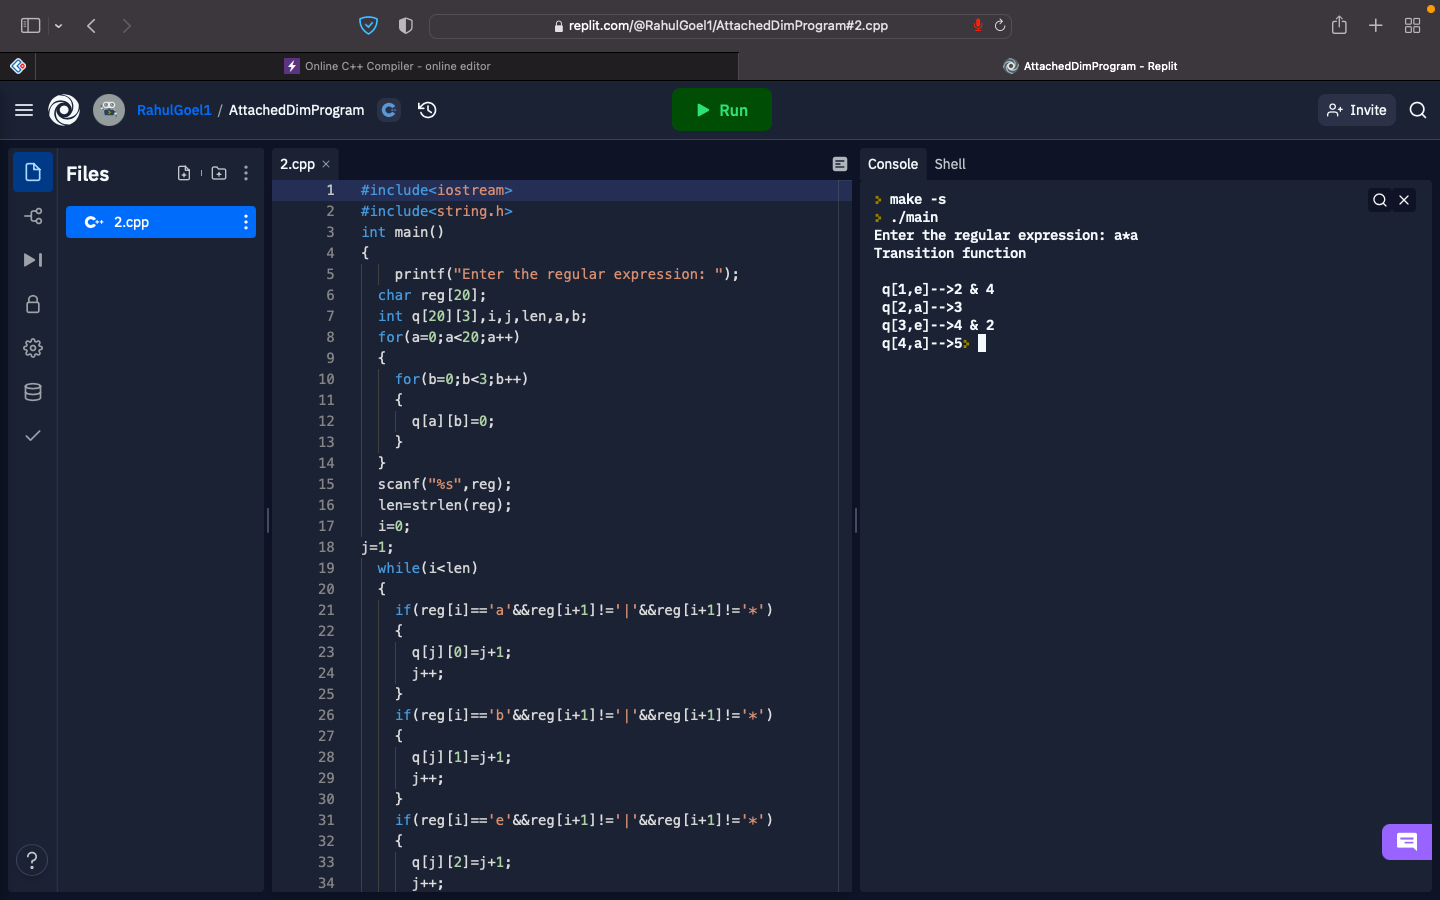 replit.com/@RahulGoel1/AttachedDimProgram#2.cpp
Online C++ Compiler - online editor
AttachedDimProgram - Replit
RahulGoel1 / AttachedDimProgram
Run
Invite
Files
2.cpp
2.cpp ×
1 #include<iostream>
2 #include<string.h>
3 int main()
4 {
5 printf("Enter the regular expression: ");
6 char reg[20];
7 int q[20][3],i,j,len,a,b;
8 for(a=0;a<20;a++)
9 {
10 for(b=0;b<3;b++)
11 {
12 q[a][b]=0;
13 }
14 }
15 scanf("%s",reg);
16 len=strlen(reg);
17 i=0;
18 j=1;
19 while(i<len)
20 {
21 if(reg[i]=='a'&&reg[i+1]!='|'&&reg[i+1]!='*')
22 {
23 q[j][0]=j+1;
24 j++;
25 }
26 if(reg[i]=='b'&&reg[i+1]!='|'&&reg[i+1]!='*')
27 {
28 q[j][1]=j+1;
29 j++;
30 }
31 if(reg[i]=='e'&&reg[i+1]!='|'&&reg[i+1]!='*')
32 {
33 q[j][2]=j+1;
34 j++;
Console Shell
make -s
./main
Enter the regular expression: a*a
Transition function
q[1,e]-->2 & 4
q[2,a]-->3
q[3,e]-->4 & 2
q[4,a]-->5
?